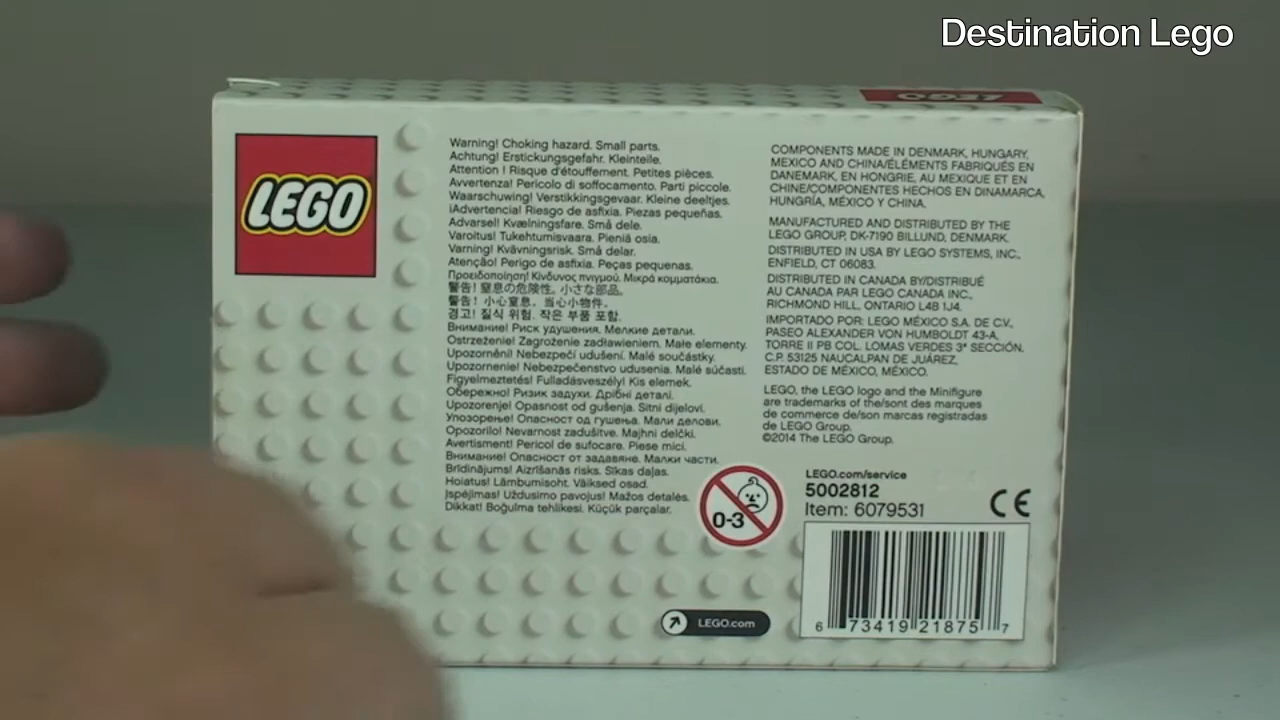 Destination Lego
LEGO
LEGO
Warning! Choking hazard. Small parts.
Achtung! Erstickungsgefahr. Kleinteile.
Attention ! Risque d'étouffement. Petites pièces.
Avvertenza! Pericolo di soffocamento. Parti piccole.
Waarschuwing! Verstikkingsgevaar. Kleine deeltjes.
¡Advertencia! Riesgo de asfixia. Piezas pequeñas.
Advarsel! Kvælningsfare. Små dele.
Varoitus! Tukehtumisvaara. Pieniä osia.
Varning! Kvävningsrisk. Små delar.
Atenção! Perigo de asfixia. Peças pequenas.
Προειδοποίηση! Κίνδυνος πνιγμού. Μικρά κομματάκια.
警告! 窒息の危険性。小さな部品。
警告! 小心窒息。当心小物件。
경고! 질식 위험. 작은 부품 포함.
Внимание! Риск удушения. Мелкие детали.
Ostrzeżenie! Zagrożenie zadławieniem. Małe elementy.
Upozornění! Nebezpečí udušení. Malé součástky.
Upozornenie! Nebezpečenstvo udusenia. Malé súčasti.
Figyelmeztetés! Fulladásveszély! Kis elemek.
Обережно! Ризик задухи. Дрібні деталі.
Upozorenje! Opasnost od gušenja. Sitni dijelovi.
Упозорење! Опасност од гушења. Мали делови.
Opozorilo! Nevarnost zadušitve. Majhni delčki.
Avertisment! Pericol de sufocare. Piese mici.
Внимание! Опасност от задавяне. Малки части.
Brīdinājums! Aizrīšanās risks. Sīkas daļas.
Hoiatus! Lämbumisoht. Väiksed osad.
Įspėjimas! Uždusimo pavojus! Mažos detalės.
Dikkat! Boğulma tehlikesi. Küçük parçalar.
0-3
LEGO.com
COMPONENTS MADE IN DENMARK, HUNGARY,
MEXICO AND CHINA/ÉLÉMENTS FABRIQUÉS EN
DANEMARK, EN HONGRIE, AU MEXIQUE ET EN
CHINE/COMPONENTES HECHOS EN DINAMARCA,
HUNGRÍA, MÉXICO Y CHINA.
MANUFACTURED AND DISTRIBUTED BY THE
LEGO GROUP, DK-7190 BILLUND, DENMARK.
DISTRIBUTED IN USA BY LEGO SYSTEMS, INC.,
ENFIELD, CT 06083.
DISTRIBUTED IN CANADA BY/DISTRIBUÉ
AU CANADA PAR LEGO CANADA INC.,
RICHMOND HILL, ONTARIO L4B 1J4.
IMPORTADO POR: LEGO MÉXICO S.A. DE C.V.,
PASEO ALEXANDER VON HUMBOLDT 43-A,
TORRE II PB COL. LOMAS VERDES 3ª SECCIÓN.
C.P. 53125 NAUCALPAN DE JUÁREZ,
ESTADO DE MÉXICO, MÉXICO.
LEGO, the LEGO logo and the Minifigure
are trademarks of the/sont des marques
de commerce de/son marcas registradas
de LEGO Group.
©2014 The LEGO Group.
LEGO.com/service
5002812
Item: 6079531
CE
6 73419 21875 7